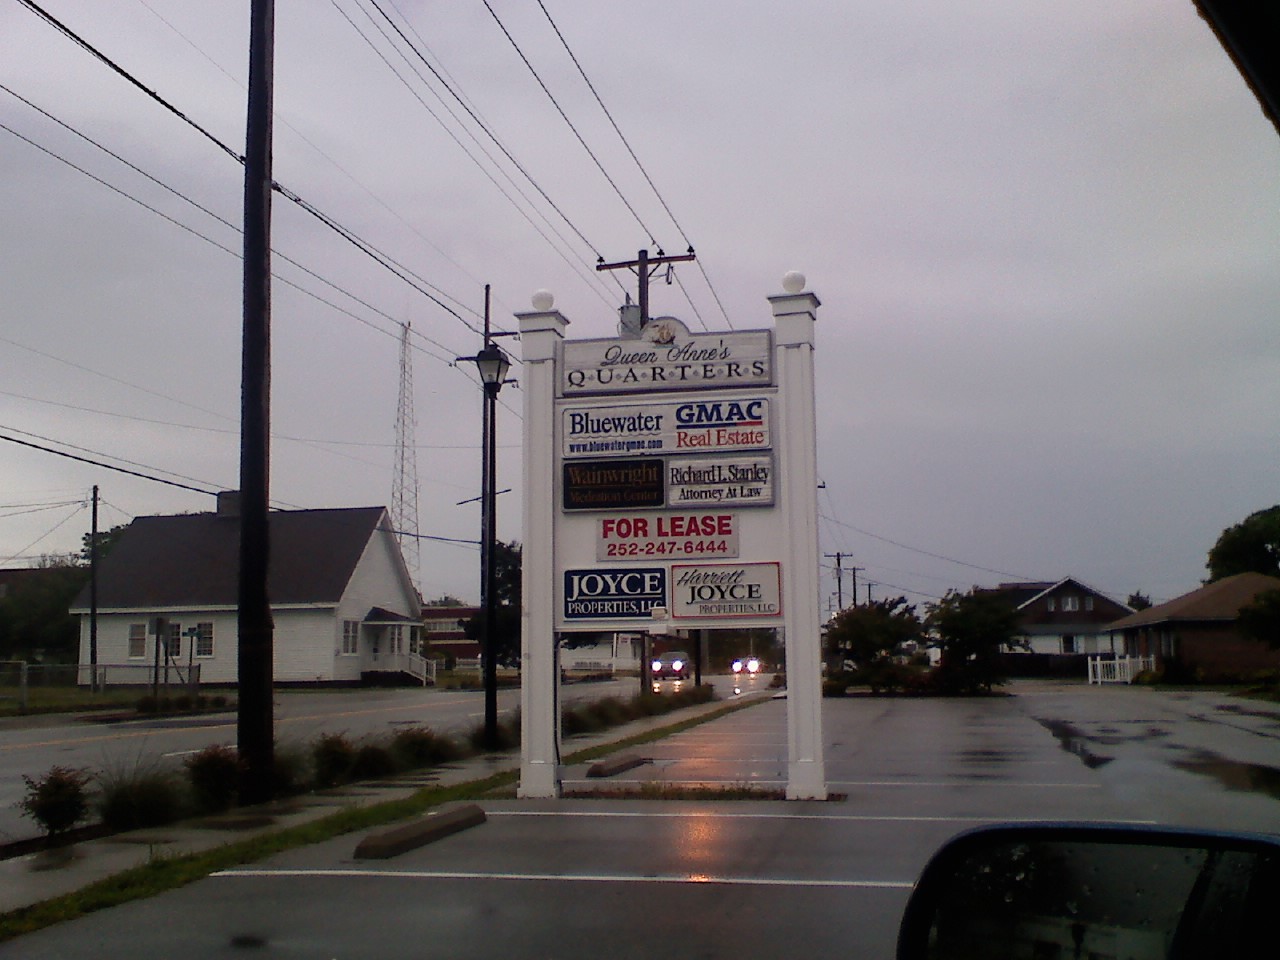 Queen Anne's
QUARTERS
Bluewater
www.bluewatergmac.com
GMAC
Real Estate
Wainwright
Mediation Center
Richard L. Stanley
Attorney At Law
FOR LEASE
252-247-6444
JOYCE
PROPERTIES, LLC
Harriett
JOYCE
PROPERTIES, LLC